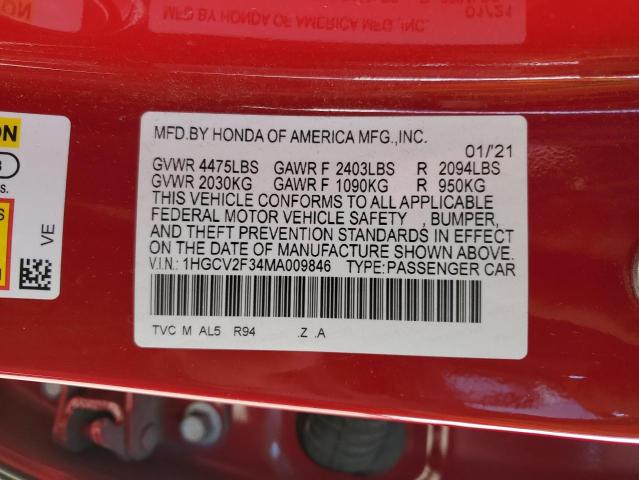 MFD.BY HONDA OF AMERICA MFG.,INC.
01/'21
GVWR 4475LBS GAWR F 2403LBS R 2094LBS
GVWR 2030KG GAWR F 1090KG R 950KG
THIS VEHICLE CONFORMS TO ALL APPLICABLE
FEDERAL MOTOR VEHICLE SAFETY , BUMPER,
AND THEFT PREVENTION STANDARDS IN EFFECT
ON THE DATE OF MANUFACTURE SHOWN ABOVE.
V.I.N.: 1HGCV2F34MA009846 TYPE:PASSENGER CAR
TVC M AL5 R94 .Z .A
ON
s.
VE